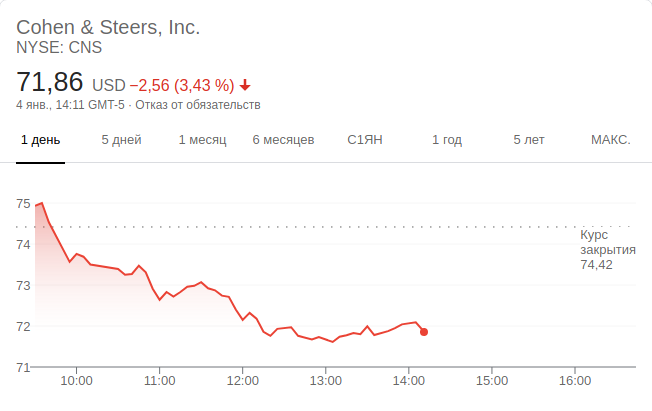 Cohen & Steers, Inc.
NYSE: CNS
71,86 USD −2,56 (3,43 %)
4 янв., 14:11 GMT-5 · Отказ от обязательств
1 день 5 дней 1 месяц 6 месяцев С1ЯН 1 год 5 лет МАКС.
75
74
73
72
71
Курс
закрытия
74,42
10:00 11:00 12:00 13:00 14:00 15:00 16:00